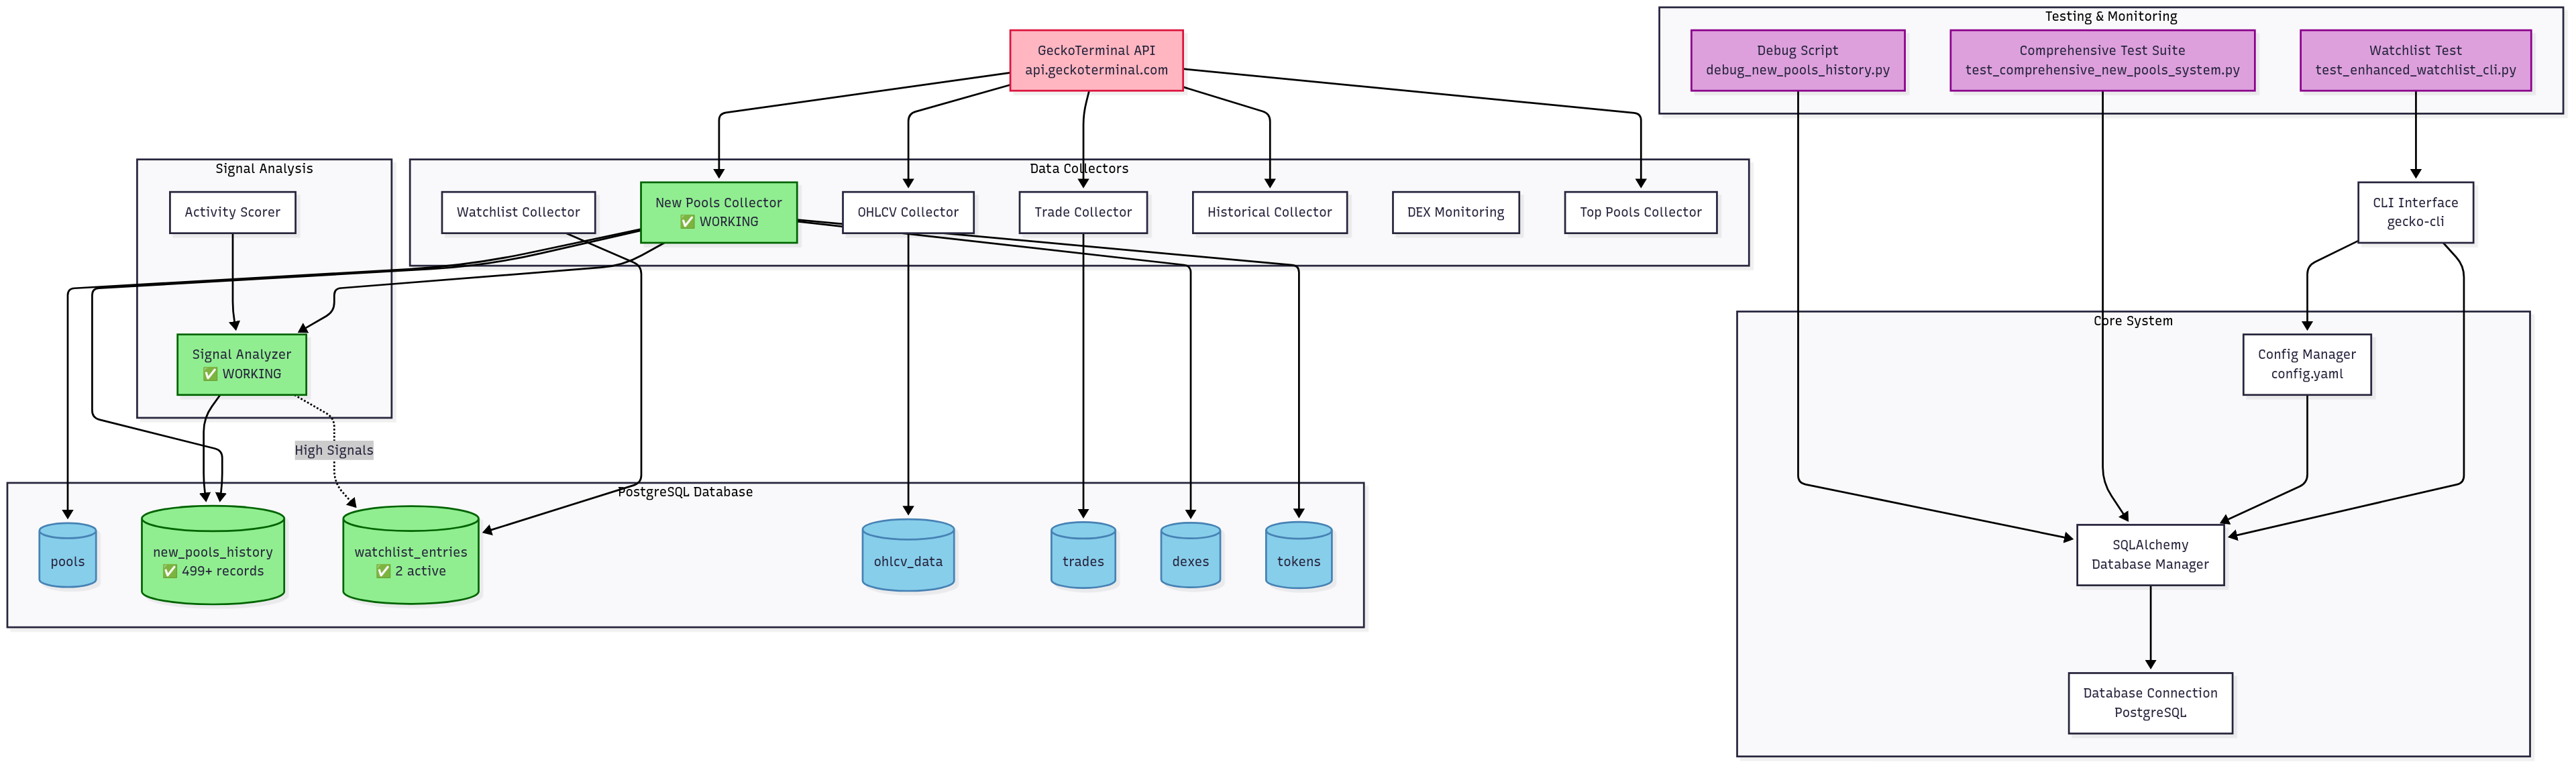 Testing & Monitoring
GeckoTerminal API
api.geckoterminal.com
Debug Script
debug_new_pools_history.py
Comprehensive Test Suite
test_comprehensive_new_pools_system.py
Watchlist Test
test_enhanced_watchlist_cli.py
Signal Analysis
Data Collectors
Activity Scorer
Watchlist Collector
New Pools Collector
✅ WORKING
OHLCV Collector
Trade Collector
Historical Collector
DEX Monitoring
Top Pools Collector
CLI Interface
gecko-cli
Core System
Signal Analyzer
✅ WORKING
Config Manager
config.yaml
High Signals
PostgreSQL Database
pools
new_pools_history
✅ 499+ records
watchlist_entries
✅ 2 active
ohlcv_data
trades
dexes
tokens
SQLAlchemy
Database Manager
Database Connection
PostgreSQL